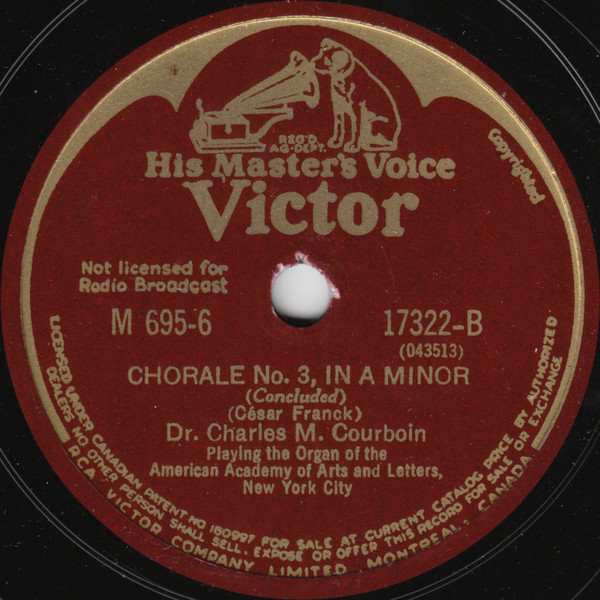 REG'D.
AG-DEPT.
His Master's Voice
Victor
Copyrighted
Not licensed for
Radio Broadcast
M 695-6
17322-B
(043513)
CHORALE No. 3, IN A MINOR
(Concluded)
(César Franck)
Dr. Charles M. Courboin
Playing the Organ of the
American Academy of Arts and Letters,
New York City
LICENSED UNDER CANADIAN PATENT NO 180997 FOR SALE AT CURRENT CATALOG PRICE BY AUTHORIZED
DEALERS NO OTHER PERSON SHALL SELL. EXPOSE OR OFFER THIS RECORD FOR SALE OR EXCHANGE
RCA VICTOR COMPANY LIMITED. MONTREAL, CANADA